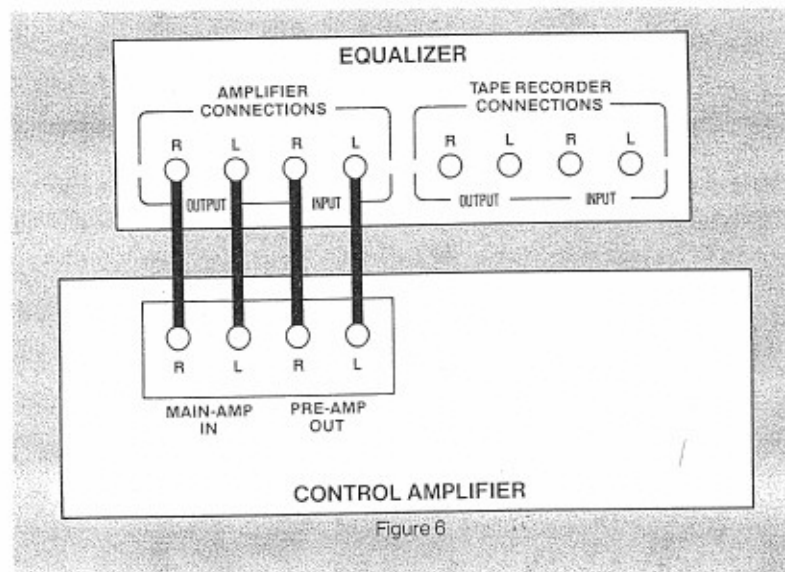 EQUALIZER
AMPLIFIER
CONNECTIONS
TAPE RECORDER
CONNECTIONS
R L R L
R L R L
OUTPUT INPUT
OUTPUT INPUT
R L R L
MAIN-AMP
IN
PRE-AMP
OUT
CONTROL AMPLIFIER
Figure 6